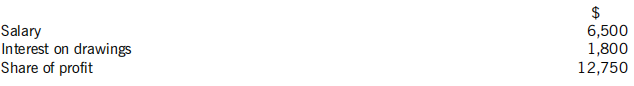 $
Salary 6,500
Interest on drawings 1,800
Share of profit 12,750